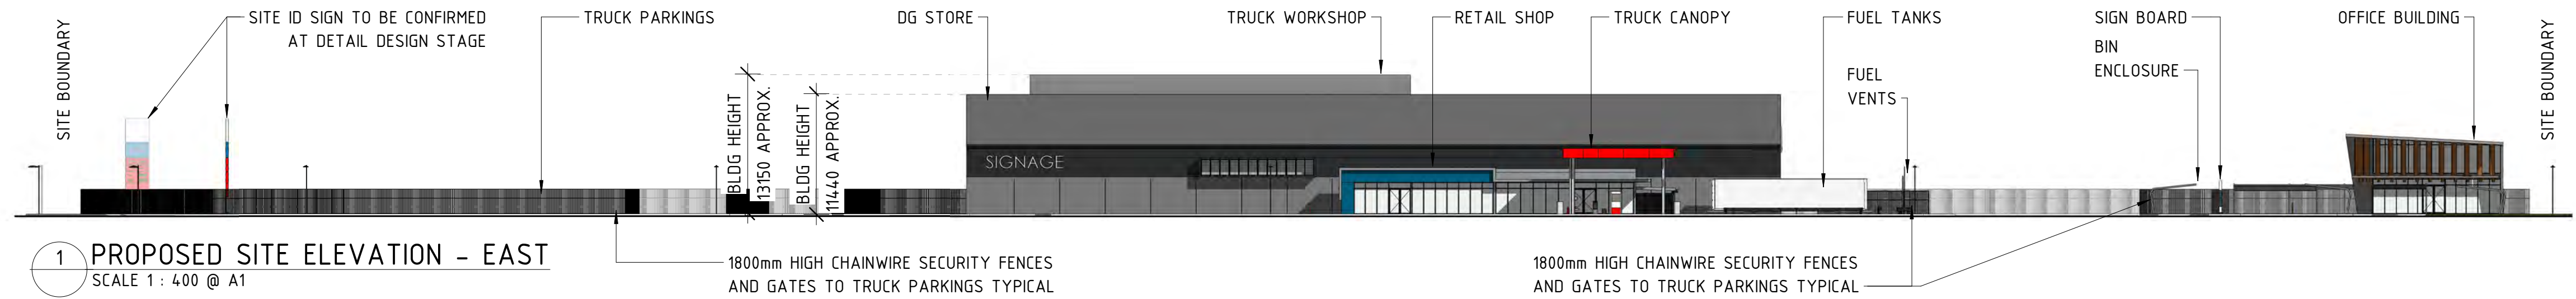 SITE BOUNDARY
SITE ID SIGN TO BE CONFIRMED
AT DETAIL DESIGN STAGE
TRUCK PARKINGS
DG STORE
TRUCK WORKSHOP
RETAIL SHOP
TRUCK CANOPY
FUEL TANKS
FUEL
VENTS
SIGN BOARD
BIN
ENCLOSURE
OFFICE BUILDING
SITE BOUNDARY
BLDG HEIGHT
13150 APPROX.
BLDG HEIGHT
11440 APPROX.
SIGNAGE
1 PROPOSED SITE ELEVATION - EAST
SCALE 1 : 400 @ A1
1800mm HIGH CHAINWIRE SECURITY FENCES
AND GATES TO TRUCK PARKINGS TYPICAL
1800mm HIGH CHAINWIRE SECURITY FENCES
AND GATES TO TRUCK PARKINGS TYPICAL